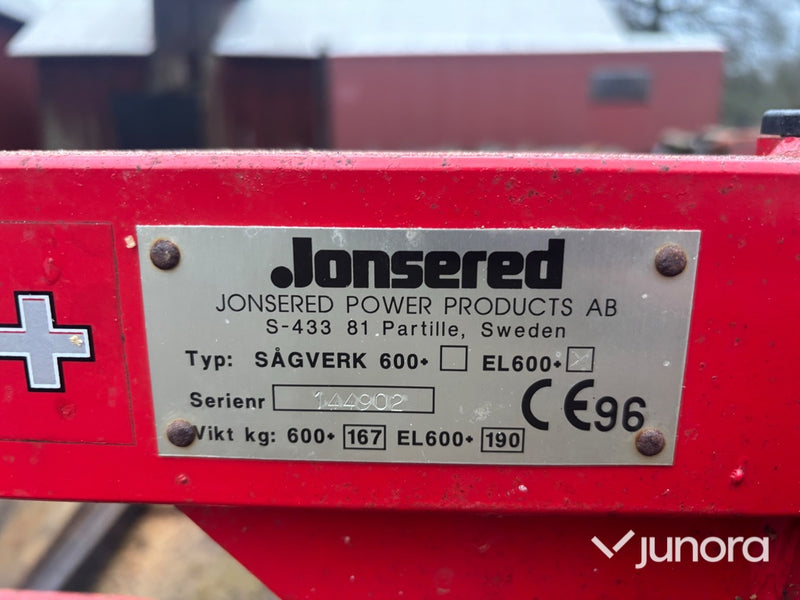 Jonsered
JONSERED POWER PRODUCTS AB
S-433 81 Partille, Sweden
Typ: SÅGVERK 600+ EL600+ X
Serienr 144902
CE96
Vikt kg: 600+ 167 EL600+ 190
junora